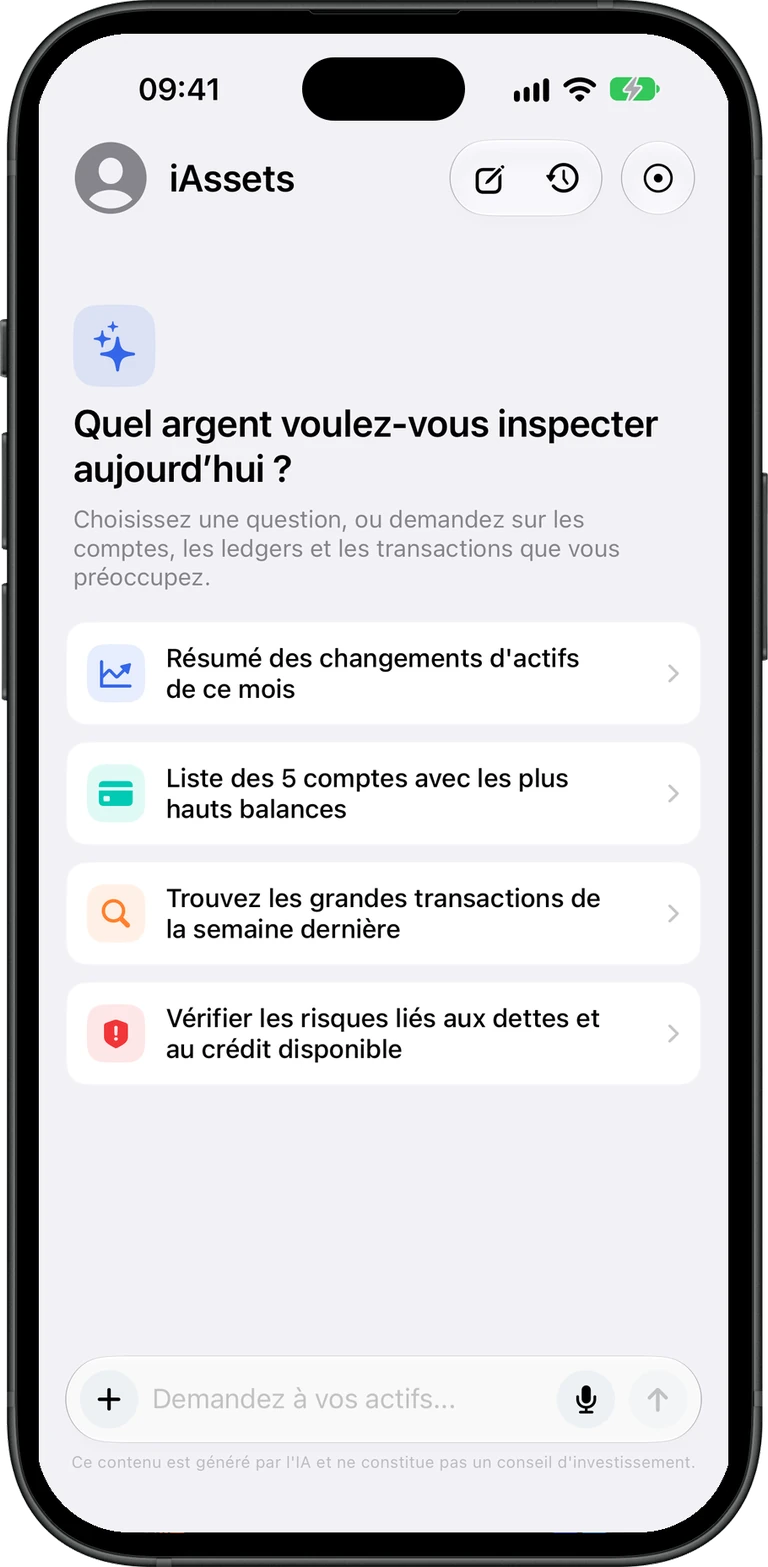 09:41
iAssets
Quel argent voulez-vous inspecter
aujourd’hui ?
Choisissez une question, ou demandez sur les
comptes, les ledgers et les transactions que vous
préoccupez.
Résumé des changements d'actifs
de ce mois
Liste des 5 comptes avec les plus
hauts balances
Trouvez les grandes transactions de
la semaine dernière
Vérifier les risques liés aux dettes et
au crédit disponible
Demandez à vos actifs...
Ce contenu est généré par l'IA et ne constitue pas un conseil d'investissement.